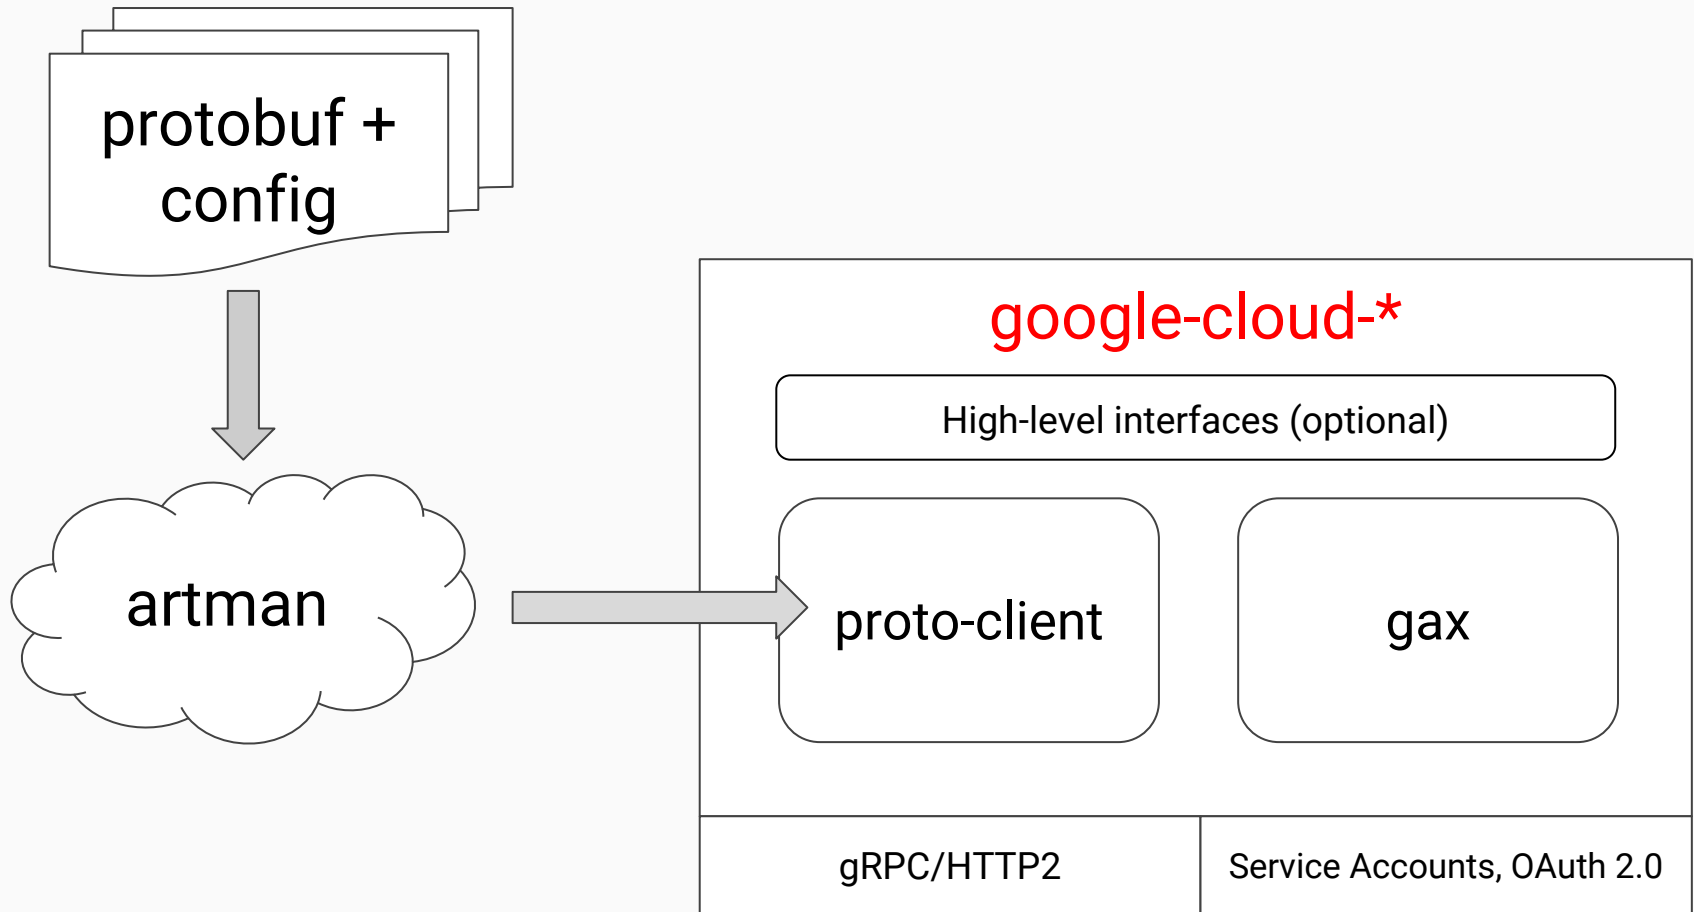 protobuf +
config
google-cloud-*
High-level interfaces (optional)
artman
proto-client
gax
gRPC/HTTP2
Service Accounts, OAuth 2.0